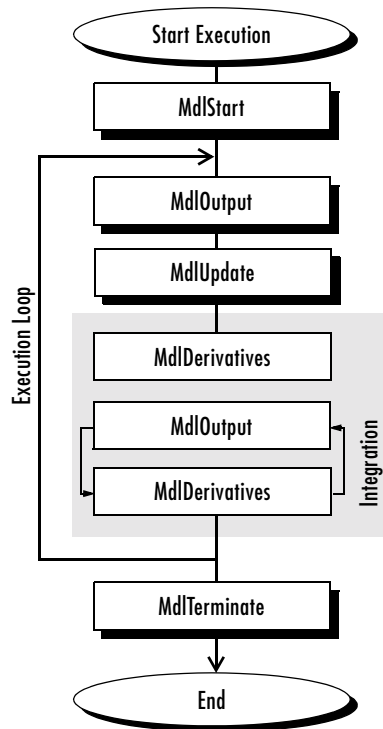 Start Execution
MdlStart
MdlOutput
MdlUpdate
Execution Loop
MdlDerivatives
MdlOutput
MdlDerivatives
Integration
MdlTerminate
End